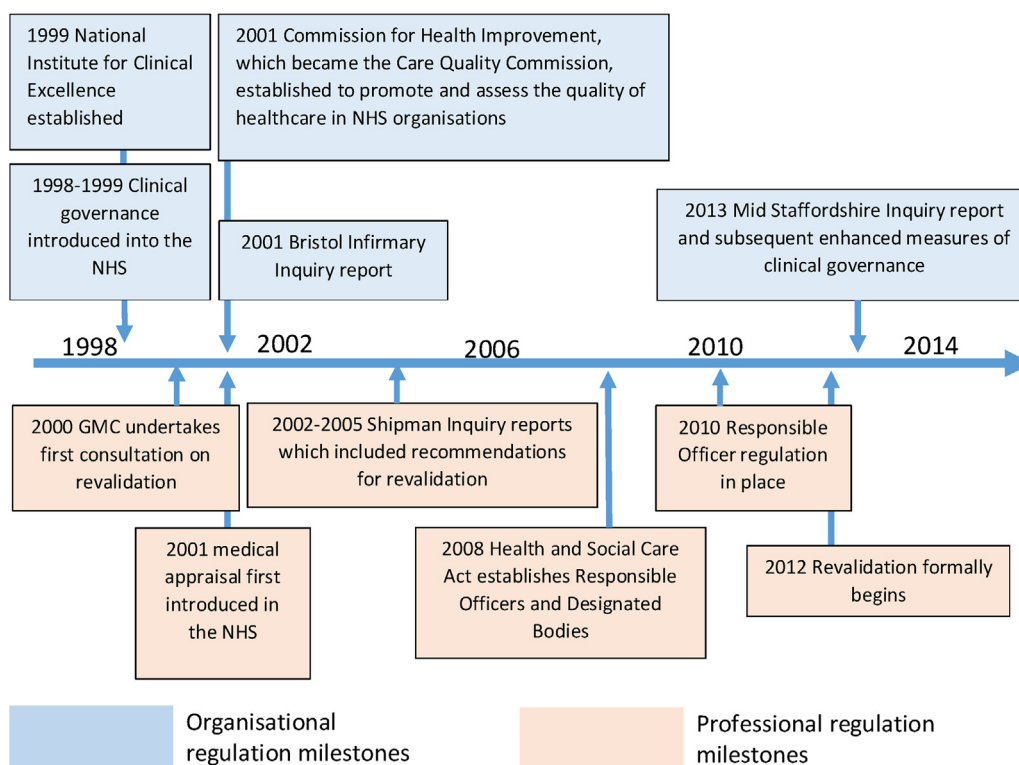 1999 National
Institute for Clinical
Excellence
established
2001 Commission for Health Improvement,
which became the Care Quality Commission,
established to promote and assess the quality of
healthcare in NHS organisations
1998-1999 Clinical
governance
introduced into the
NHS
2001 Bristol Infirmary
Inquiry report
2013 Mid Staffordshire Inquiry report
and subsequent enhanced measures of
clinical governance
1998
2002
2006
2010
2014
2000 GMC undertakes
first consultation on
revalidation
2002-2005 Shipman Inquiry reports
which included recommendations
for revalidation
2010 Responsible
Officer regulation
in place
2001 medical
appraisal first
introduced in
the NHS
2008 Health and Social Care
Act establishes Responsible
Officers and Designated
Bodies
2012 Revalidation formally
begins
Organisational
regulation milestones
Professional regulation
milestones